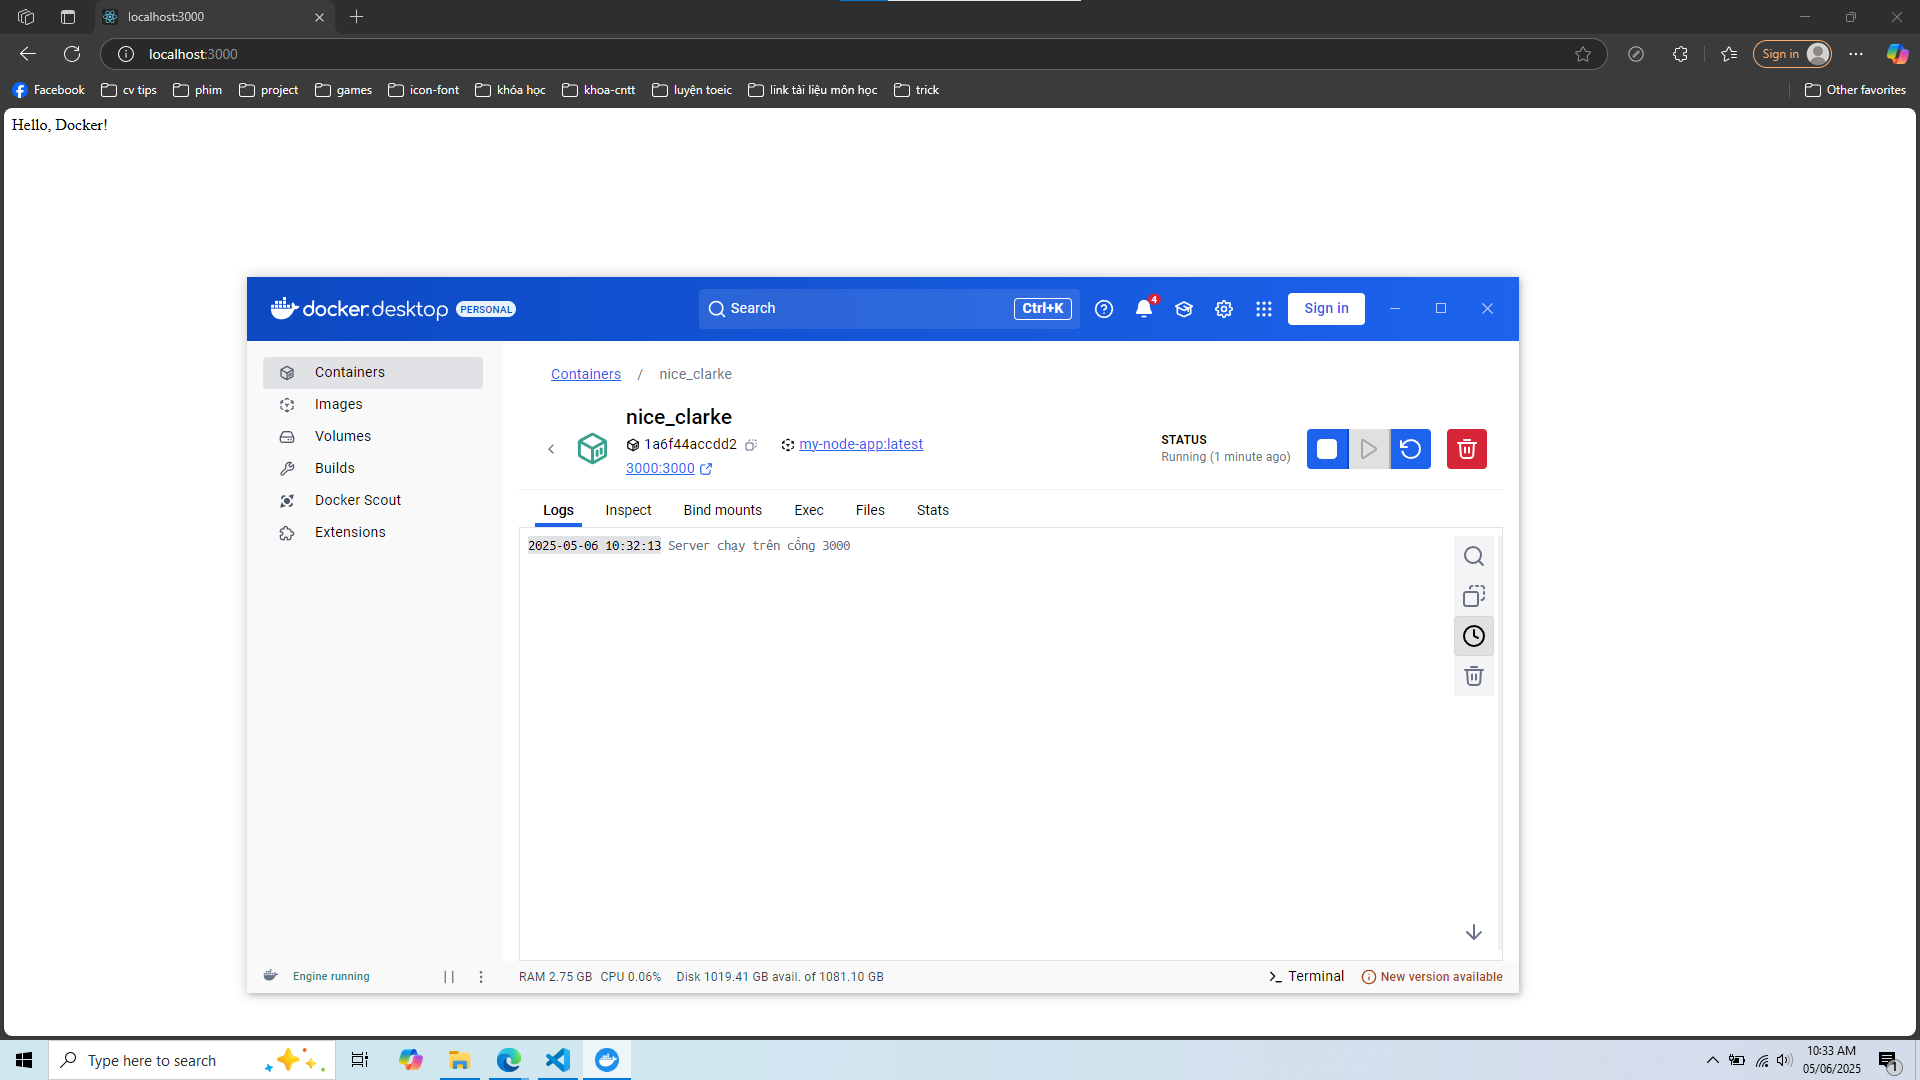 localhost:3000
localhost:3000
Sign in
Facebook
cv tips
phim
project
games
icon-font
khóa học
khoa-cntt
luyện toeic
link tài liệu môn học
trick
Other favorites
Hello, Docker!
docker.desktop PERSONAL
Search
Ctrl+K
4
Sign in
Containers
Images
Volumes
Builds
Docker Scout
Extensions
Containers / nice_clarke
nice_clarke
1a6f44accdd2
my-node-app:latest
3000:3000
STATUS
Running (1 minute ago)
Logs
Inspect
Bind mounts
Exec
Files
Stats
2025-05-06 10:32:13 Server chạy trên cổng 3000
Engine running
RAM 2.75 GB CPU 0.06% Disk 1019.41 GB avail. of 1081.10 GB
Terminal
New version available
Type here to search
10:33 AM
05/06/2025
1